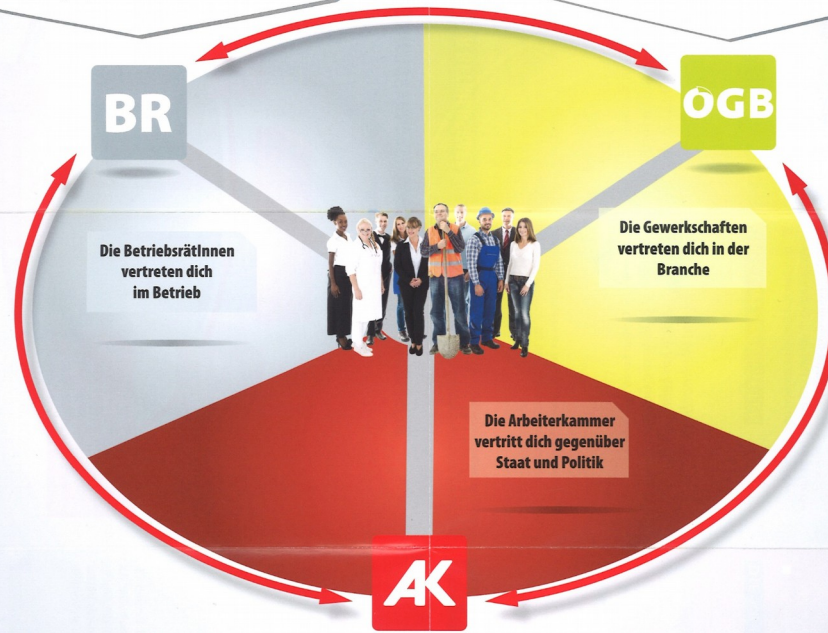 BR
ÖGB
Die BetriebsrätInnen
vertreten dich
im Betrieb
Die Gewerkschaften
vertreten dich in der
Branche
Die Arbeiterkammer
vertritt dich gegenüber
Staat und Politik
AK